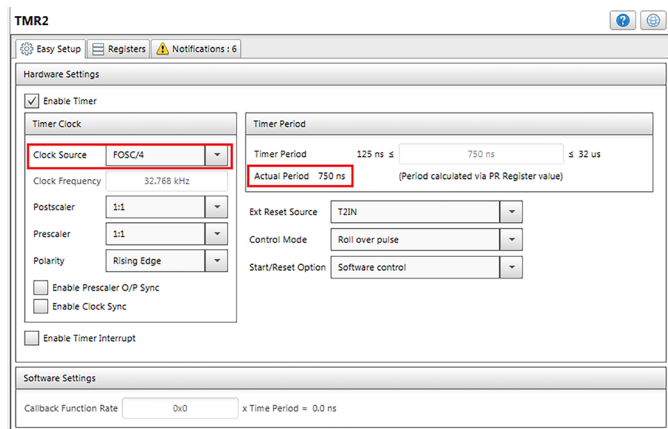 TMR2
Easy Setup Registers Notifications : 6
Hardware Settings
Enable Timer
Timer Clock
Clock Source FOSC/4
Clock Frequency 32.768 kHz
Postscaler 1:1
Prescaler 1:1
Polarity Rising Edge
Enable Prescaler O/P Sync
Enable Clock Sync
Timer Period
Timer Period 125 ns ≤ 750 ns ≤ 32 us
Actual Period 750 ns (Period calculated via PR Register value)
Ext Reset Source T2IN
Control Mode Roll over pulse
Start/Reset Option Software control
Enable Timer Interrupt
Software Settings
Callback Function Rate 0x0 x Time Period = 0.0 ns